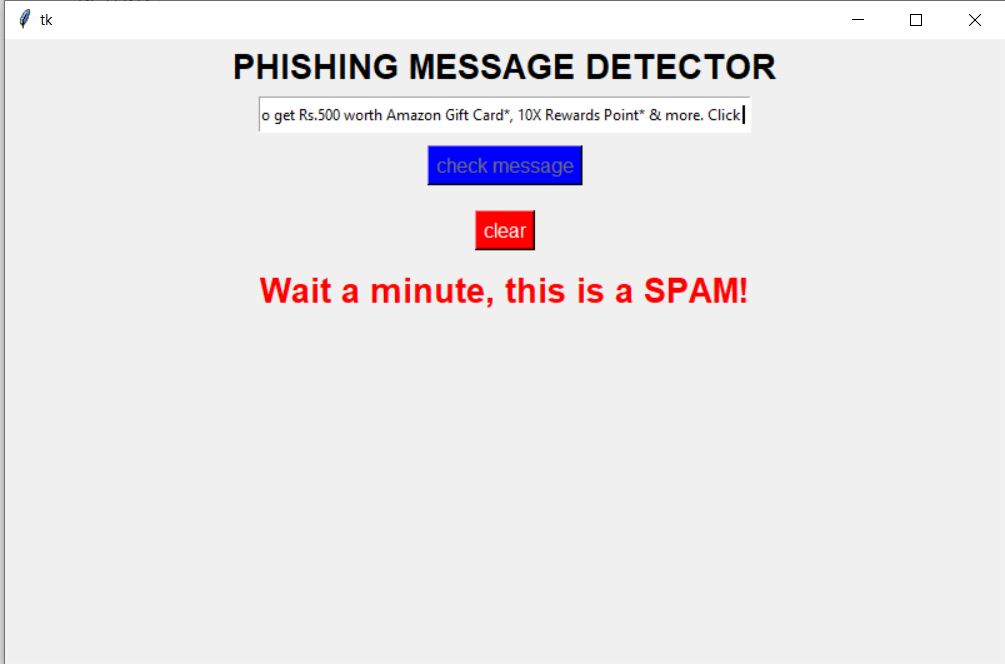 tk
PHISHING MESSAGE DETECTOR
o get Rs.500 worth Amazon Gift Card*, 10X Rewards Point* & more. Click
check message
clear
Wait a minute, this is a SPAM!